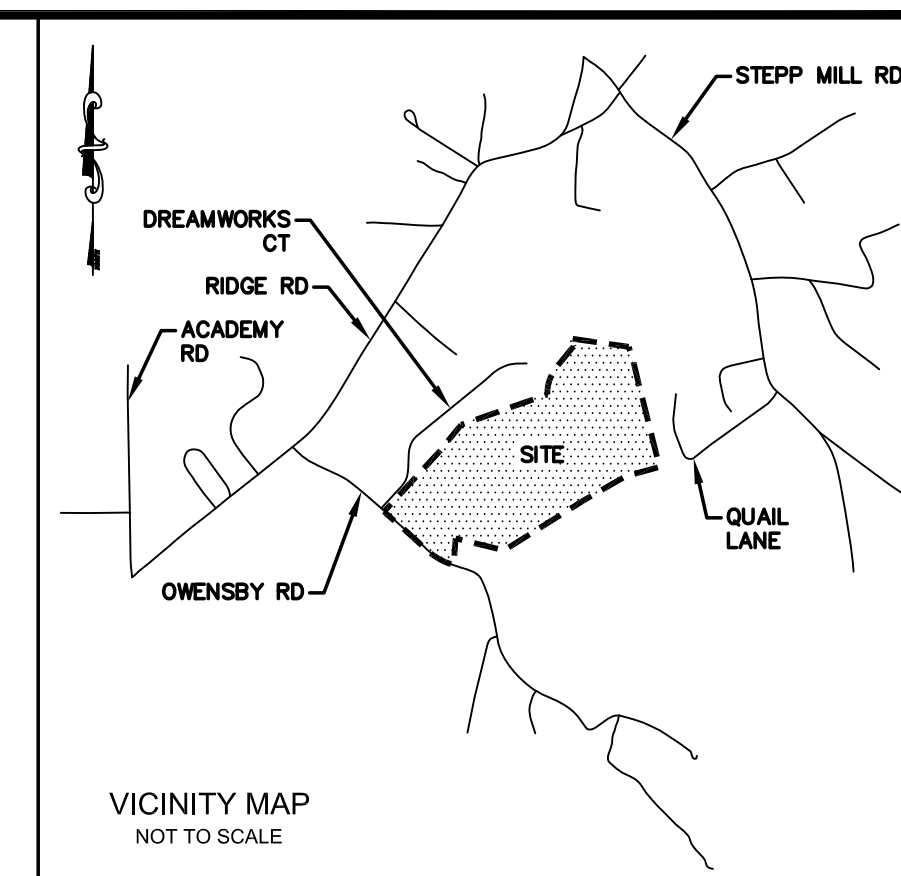 STEPP MILL RD
DREAMWORKS
CT
RIDGE RD
ACADEMY
RD
SITE
QUAIL
LANE
OWENSBY RD
VICINITY MAP
NOT TO SCALE